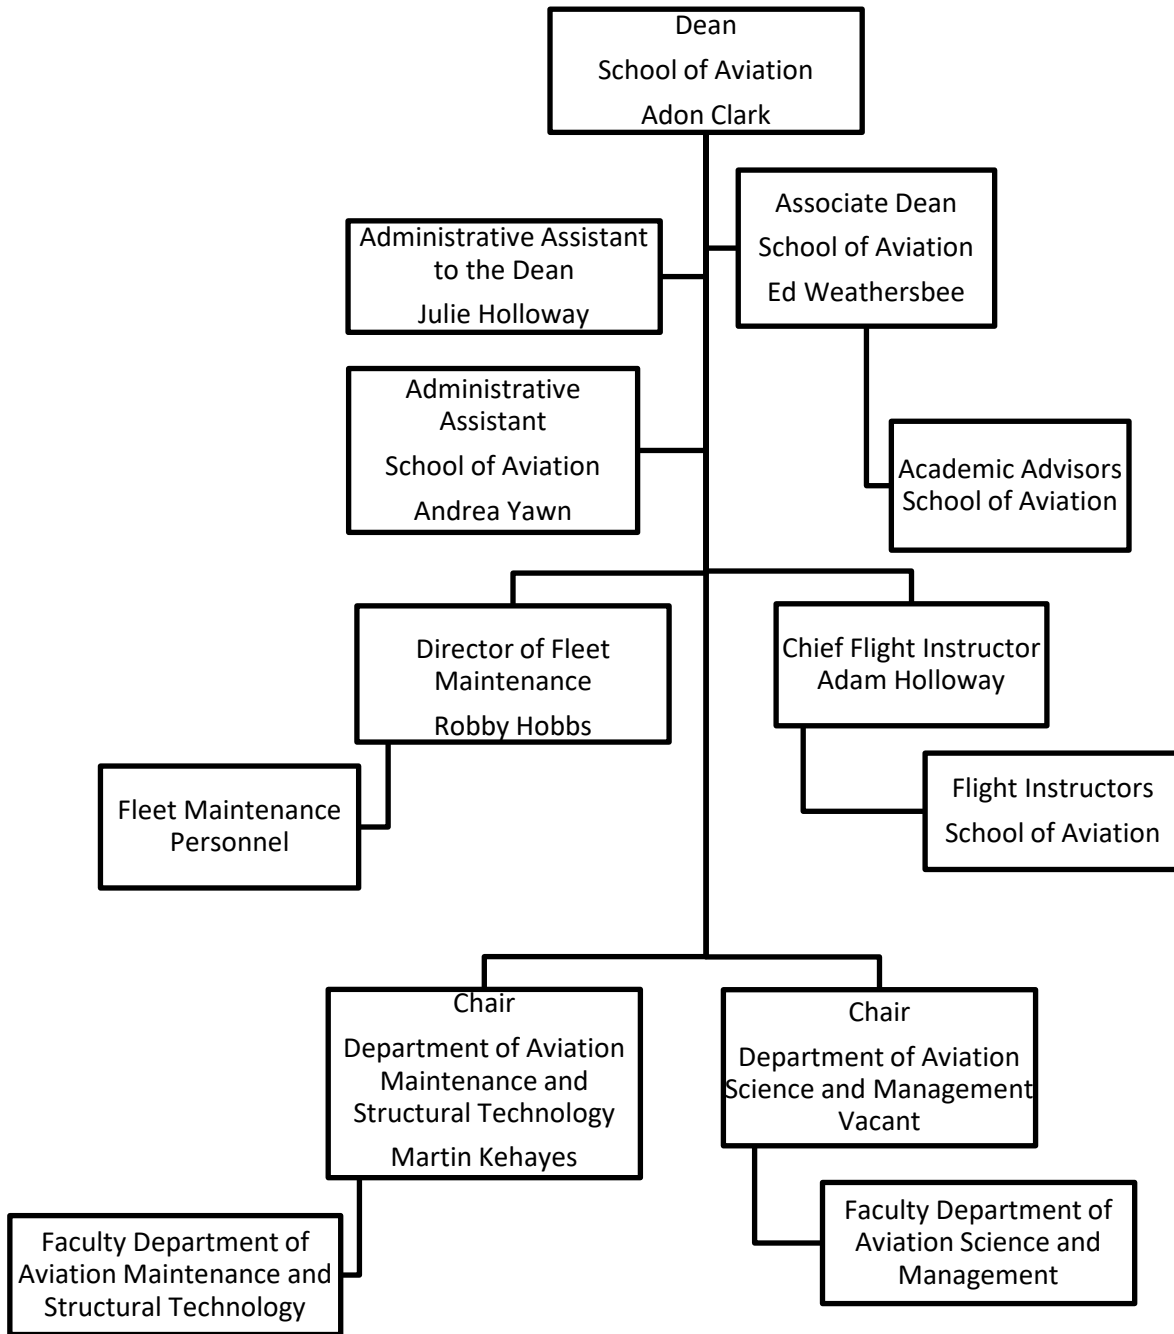 Dean
School of Aviation
Adon Clark
Associate Dean
School of Aviation
Ed Weathersbee
Administrative Assistant
to the Dean
Julie Holloway
Administrative
Assistant
School of Aviation
Andrea Yawn
Academic Advisors
School of Aviation
Director of Fleet
Maintenance
Robby Hobbs
Chief Flight Instructor
Adam Holloway
Fleet Maintenance
Personnel
Flight Instructors
School of Aviation
Chair
Department of Aviation
Maintenance and
Structural Technology
Martin Kehayes
Chair
Department of Aviation
Science and Management
Vacant
Faculty Department of
Aviation Maintenance and
Structural Technology
Faculty Department of
Aviation Science and
Management